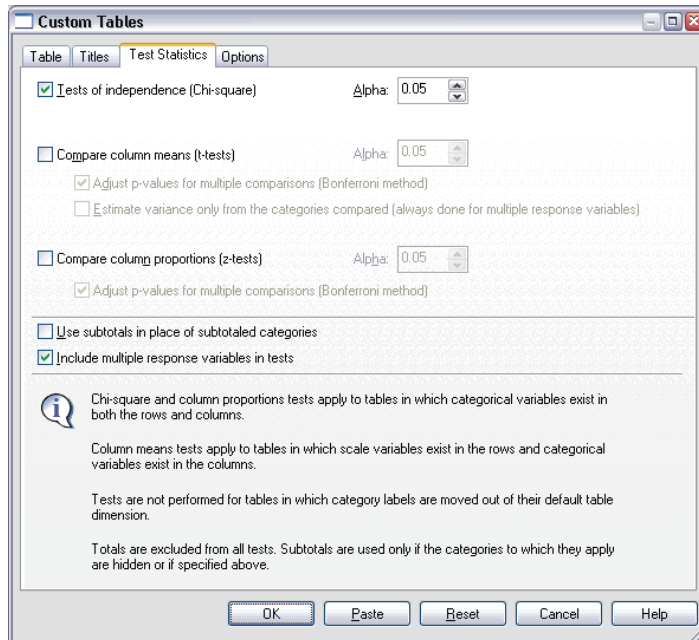 Custom Tables
Table Titles Test Statistics Options
Tests of independence (Chi-square) Alpha: 0.05
Compare column means (t-tests) Alpha: 0.05
Adjust p-values for multiple comparisons (Bonferroni method)
Estimate variance only from the categories compared (always done for multiple response variables)
Compare column proportions (z-tests) Alpha: 0.05
Adjust p-values for multiple comparisons (Bonferroni method)
Use subtotals in place of subtotaled categories
Include multiple response variables in tests
Chi-square and column proportions tests apply to tables in which categorical variables exist in
both the rows and columns.
Column means tests apply to tables in which scale variables exist in the rows and categorical
variables exist in the columns.
Tests are not performed for tables in which category labels are moved out of their default table
dimension.
Totals are excluded from all tests. Subtotals are used only if the categories to which they apply
are hidden or if specified above.
OK Paste Reset Cancel Help